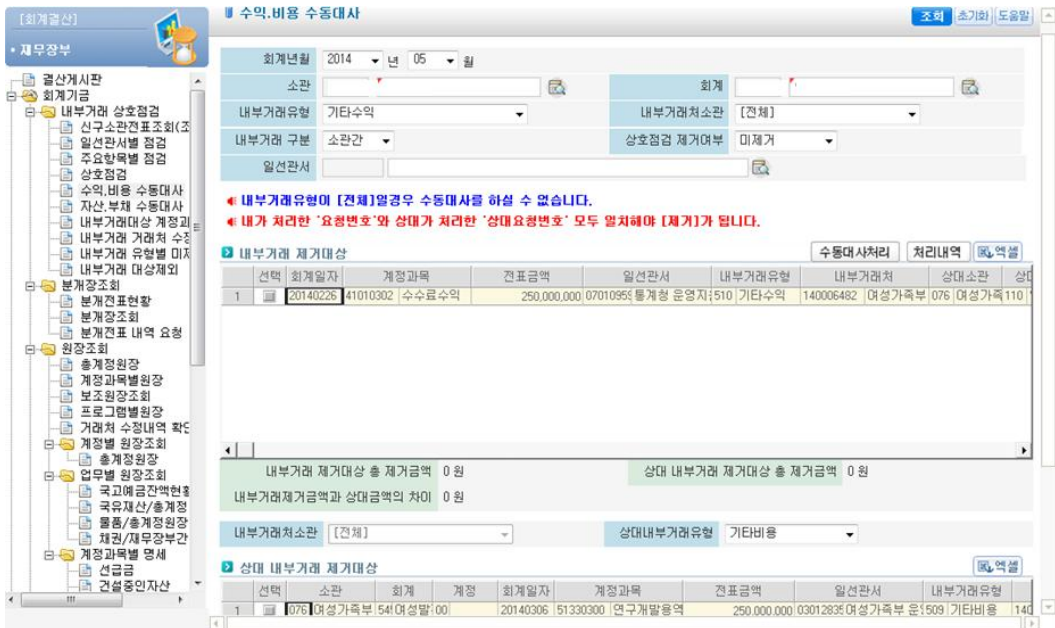 [회계결산]
• 재무장부
결산게시판
회계기금
내부거래 상호점검
신구소관전표조회(조
일선관서별 점검
주요항목별 점검
상호점검
수익,비용 수동대사
자산,부채 수동대사
내부거래대상 계정과
내부거래 거래처 수정
내부거래 유형별 미제
내부거래 대상제외
분개장조회
분개전표현황
분개장조회
분개전표 내역 요청
원장조회
총계정원장
계정과목별원장
보조원장조회
프로그램별원장
거래처 수정내역 확인
계정별 원장조회
총계정원장
업무별 원장조회
국고예금잔액현황
국유재산/총계정
물품/총계정원장
채권/재무장부간
계정과목별 명세
선급금
건설중인자산
수익.비용 수동대사
조회 초기화 도움말
회계년월 2014 년 05 월
소관 회계
내부거래유형 기타수익 내부거래처소관 [전체]
내부거래 구분 소관간 상호점검 제거여부 미제거
일선관서
내부거래유형이 [전체]일경우 수동대사를 하실 수 없습니다.
내가 처리한 '요청번호'와 상대가 처리한 '상대요청번호' 모두 일치해야 [제거]가 됩니다.
내부거래 제거대상 수동대사처리 처리내역 엑셀
선택 회계일자 계정과목 전표금액 일선관서 내부거래유형 내부거래처 상대소관
1 20140226 41010302 수수료수익 250,000,000 07010959 통계청 운영지 510 기타수익 140006482 여성가족부 076 여성가족 110
내부거래 제거대상 총 제거금액 0 원 상대 내부거래 제거대상 총 제거금액 0 원
내부거래제거금액과 상대금액의 차이 0 원
내부거래처소관 [전체] 상대내부거래유형 기타비용
상대 내부거래 제거대상 엑셀
선택 소관 회계 계정 회계일자 계정과목 전표금액 일선관서 내부거래유형
1 076 여성가족부 545 여성발 00 20140306 51330300 연구개발용역 250,000,000 03012835 여성가족부 운 509 기타비용 140